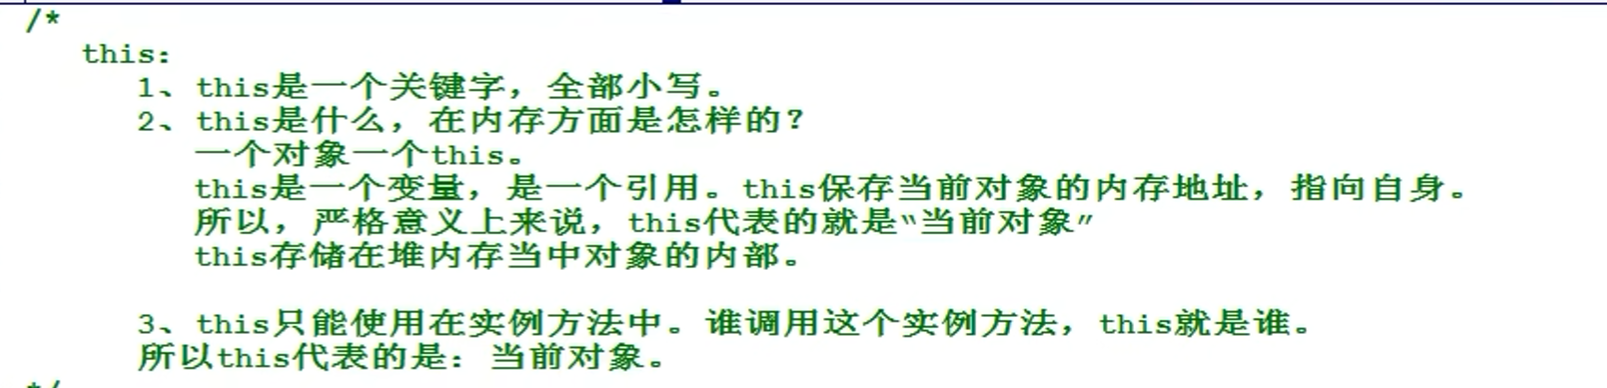 /*
this:
1、this是一个关键字，全部小写。
2、this是什么，在内存方面是怎样的？
一个对象一个this。
this是一个变量，是一个引用。this保存当前对象的内存地址，指向自身。
所以，严格意义上来说，this代表的就是“当前对象”
this存储在堆内存当中对象的内部。
3、this只能使用在实例方法中。谁调用这个实例方法，this就是谁。
所以this代表的是：当前对象。
*/